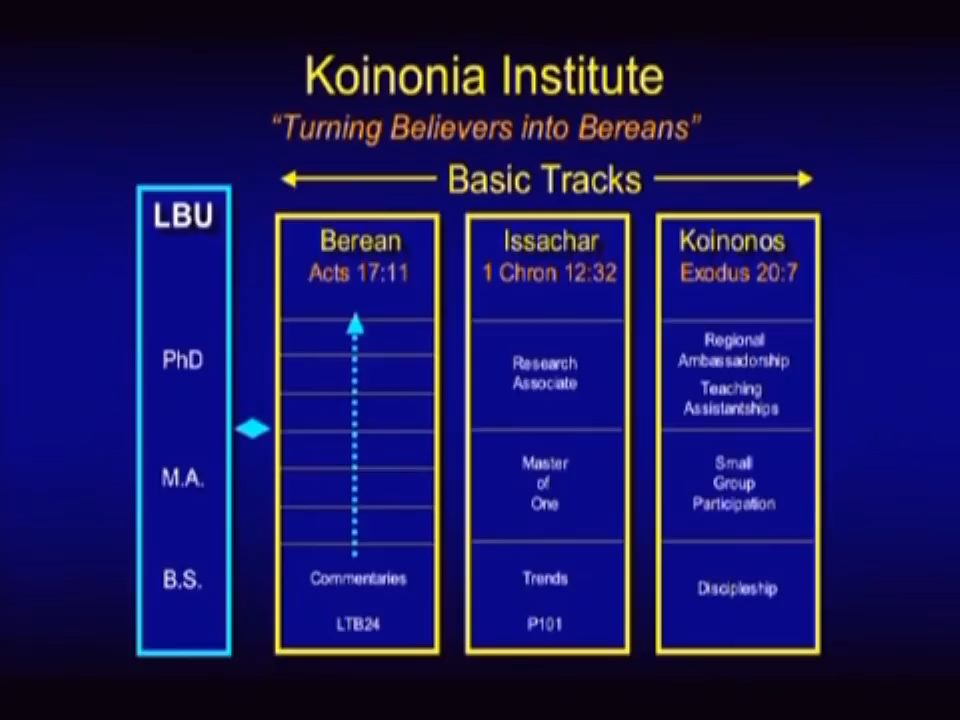 Koinonia Institute
“Turning Believers into Bereans”
Basic Tracks
LBU
PhD
M.A.
B.S.
Berean
Acts 17:11
Commentaries
LTB24
Issachar
1 Chron 12:32
Research
Associate
Master
of
One
Trends
P101
Koinonos
Exodus 20:7
Regional
Ambassadorship
Teaching
Assistantships
Small
Group
Participation
Discipleship